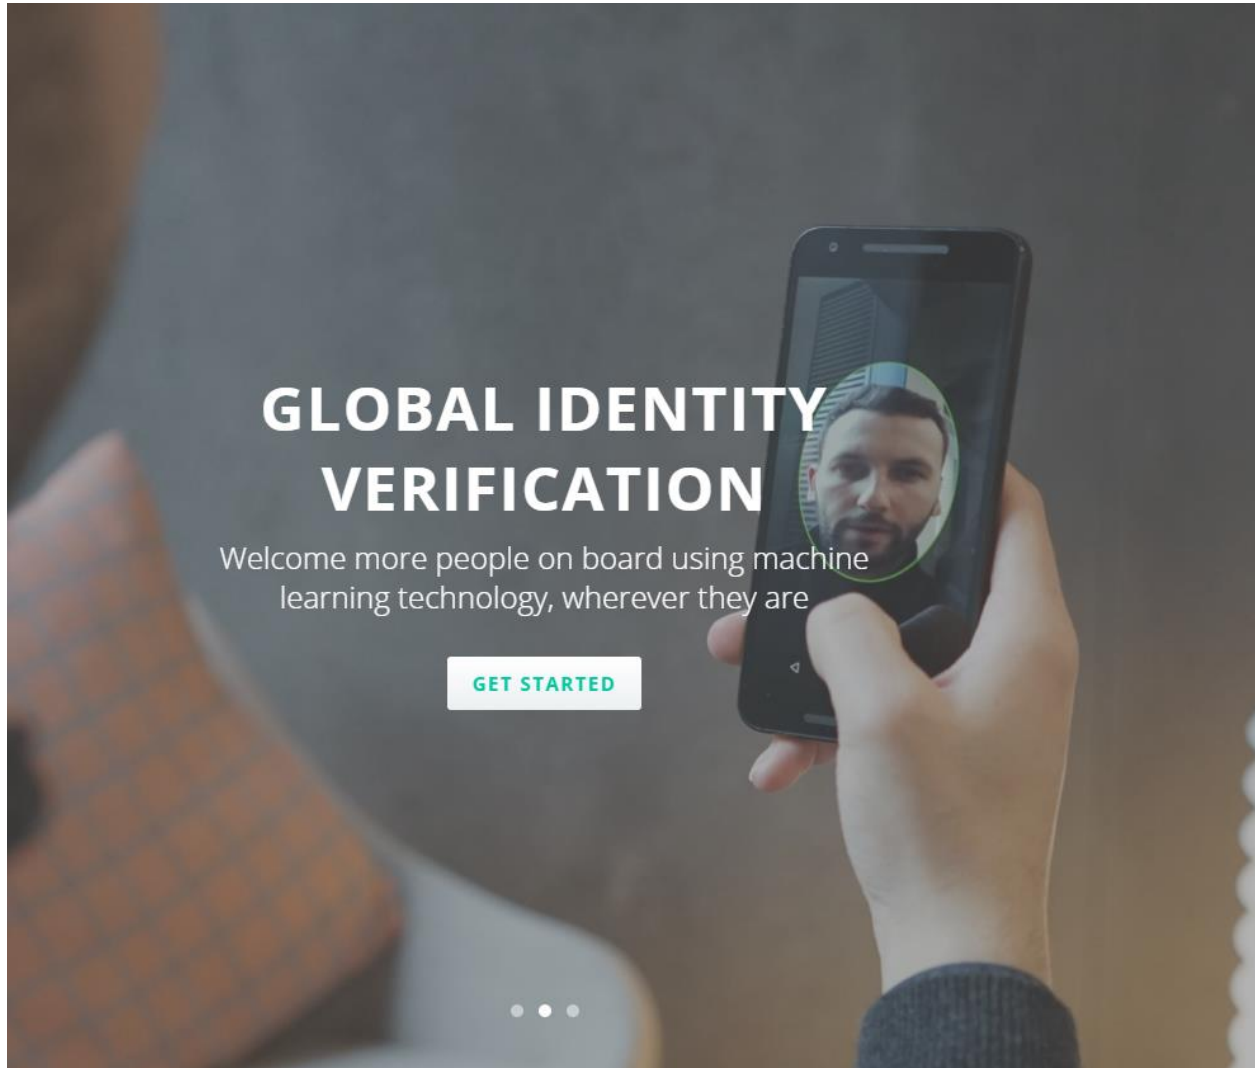 GLOBAL IDENTITY
VERIFICATION
Welcome more people on board using machine
learning technology, wherever they are
GET STARTED